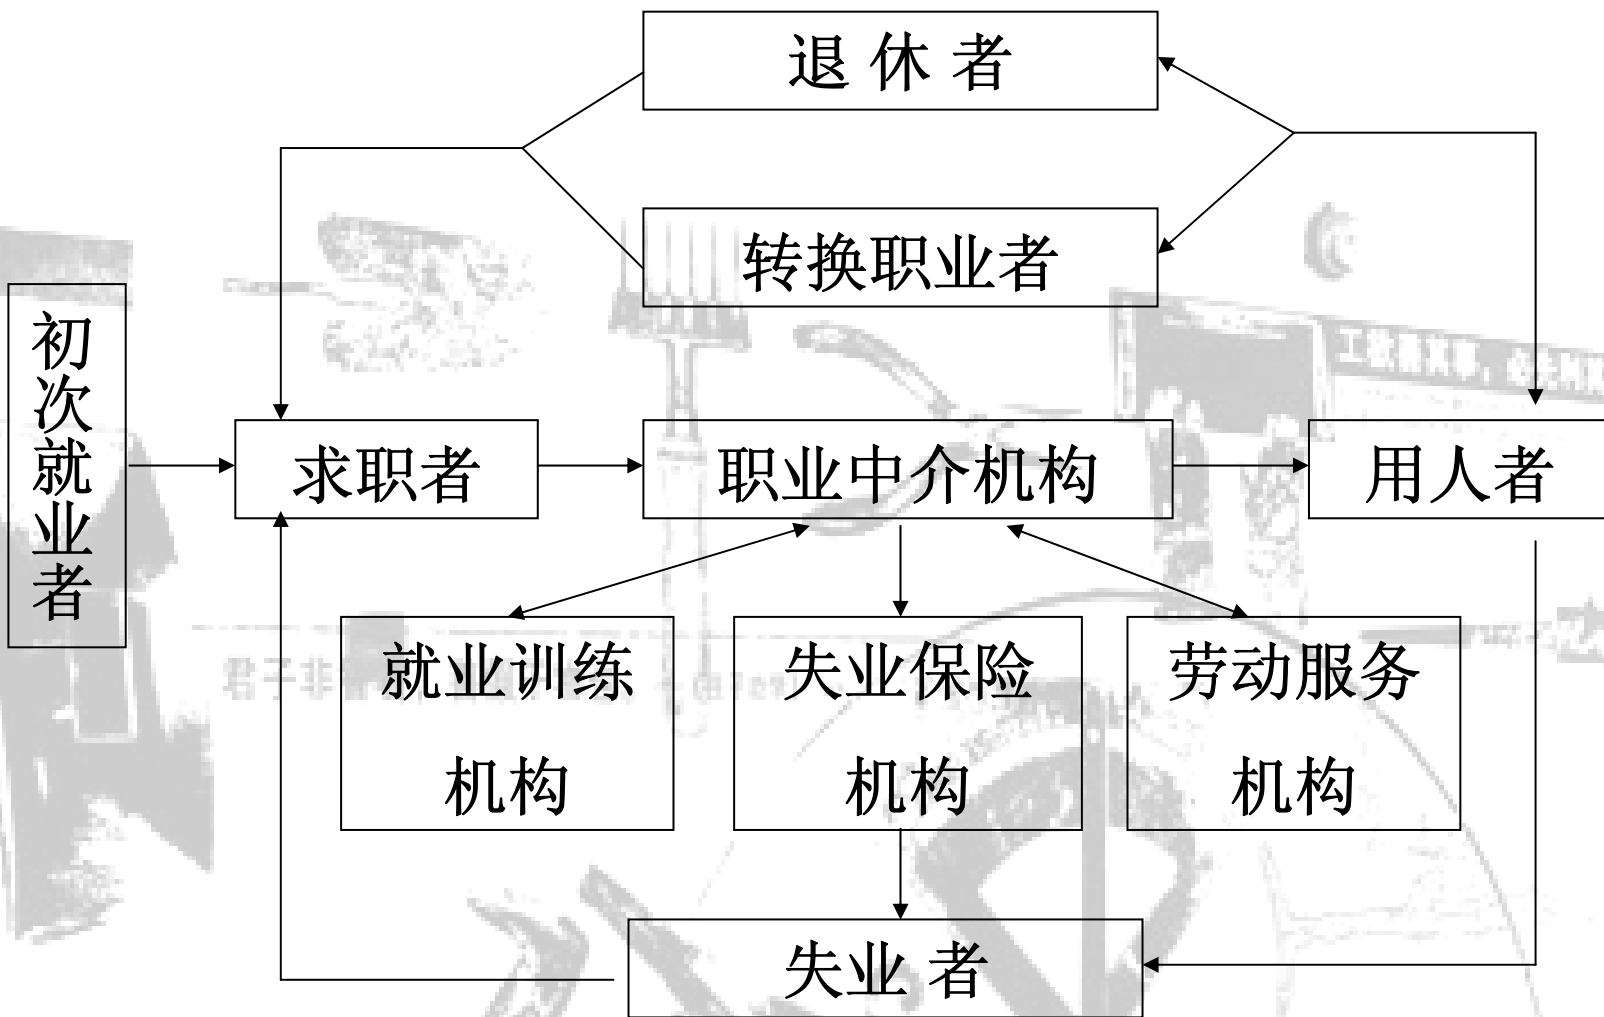 退休者
转换职业者
初次就业者
求职者
职业中介机构
用人者
就业训练
机构
失业保险
机构
劳动服务
机构
失业者